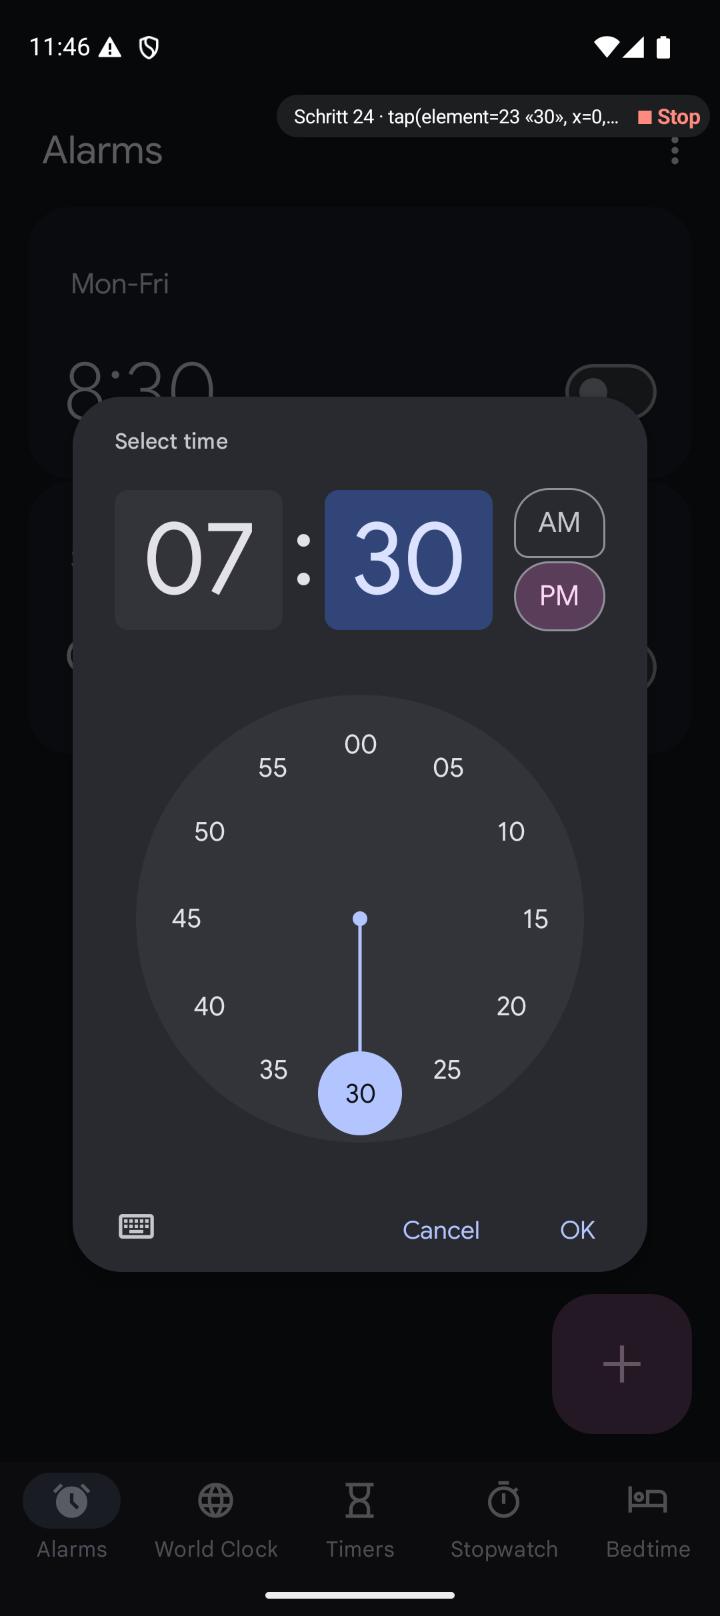 11:46
Schritt 24 · tap(element=23 «30», x=0,... Stop
Alarms
Mon-Fri
8:30
Select time
07 : 30
AM
PM
00
55 05
50 10
45 15
40 20
35 25
30
Cancel OK
Alarms World Clock Timers Stopwatch Bedtime